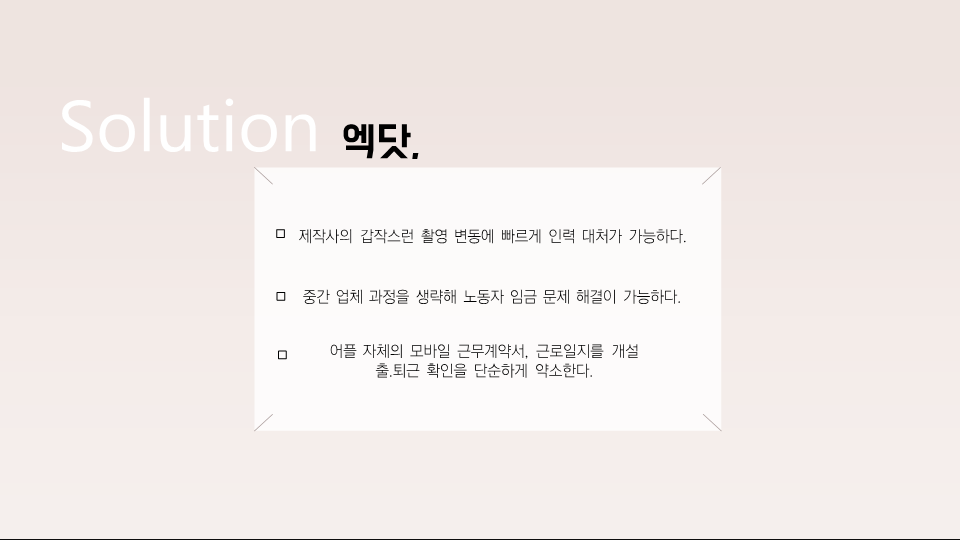 Solution 엑닷,
제작사의 갑작스런 촬영 변동에 빠르게 인력 대처가 가능하다.
중간 업체 과정을 생략해 노동자 임금 문제 해결이 가능하다.
어플 자체의 모바일 근무계약서, 근로일지를 개설
출.퇴근 확인을 단순하게 약소한다.